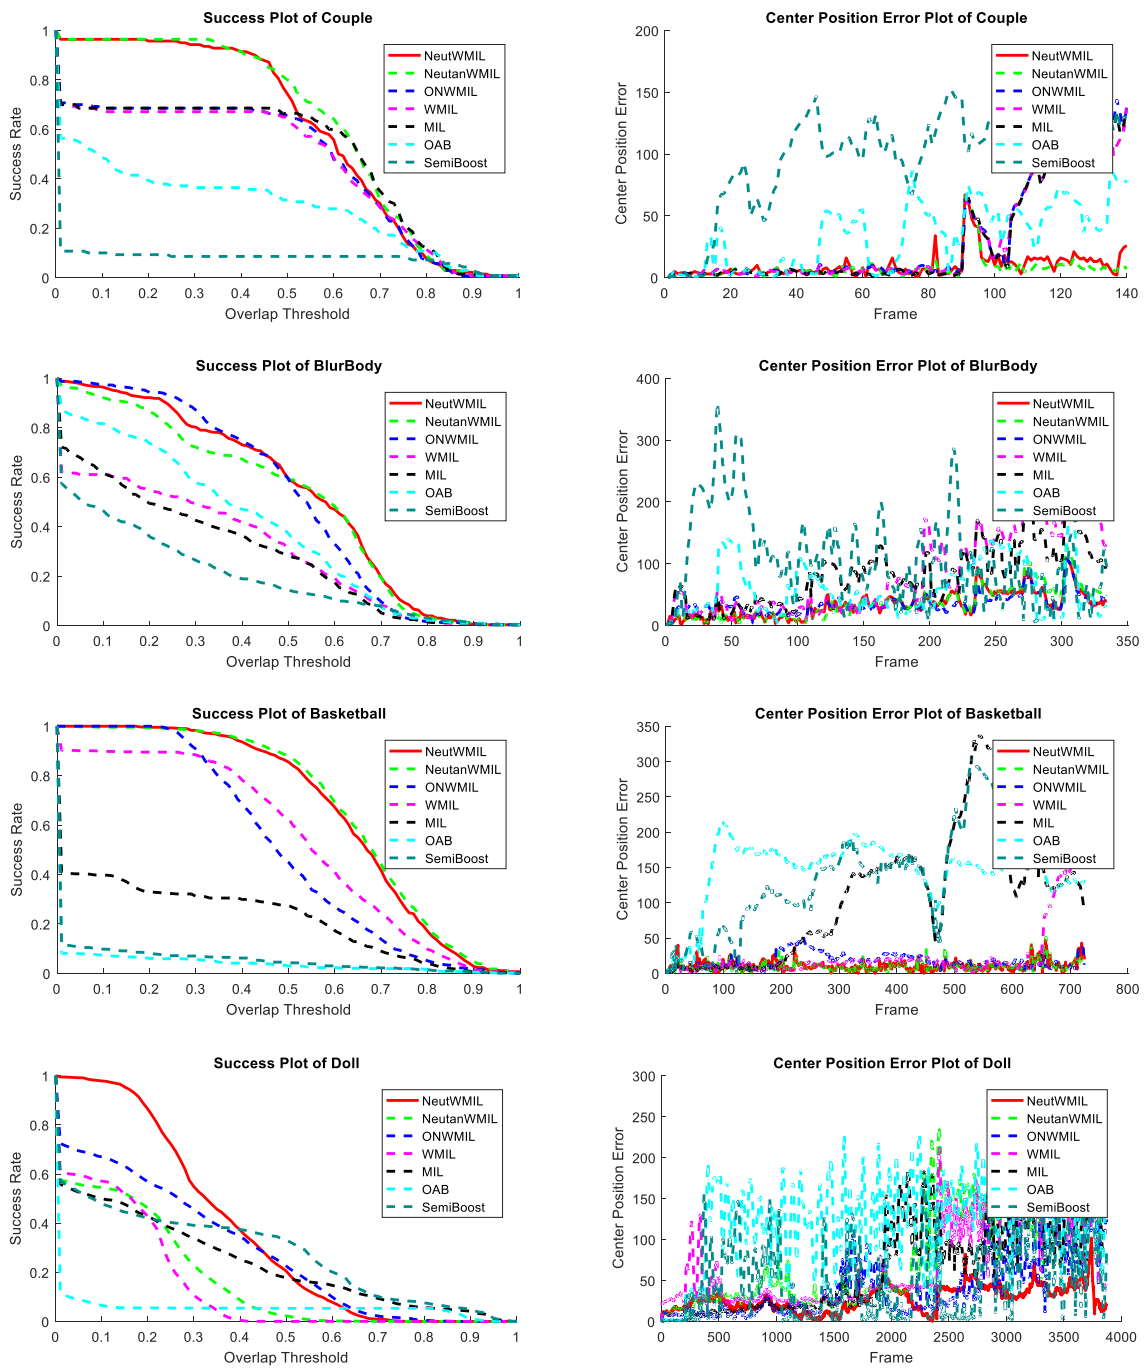 Success Plot of Couple
1
0.8
0.6
0.4
0.2
0
Success Rate
0 0.1 0.2 0.3 0.4 0.5 0.6 0.7 0.8 0.9 1
Overlap Threshold
NeutWMIL
NeutanWMIL
ONWMIL
WMIL
MIL
OAB
SemiBoost
Center Position Error Plot of Couple
200
150
100
50
0
Center Position Error
0 20 40 60 80 100 120 140
Frame
NeutWMIL
NeutanWMIL
ONWMIL
WMIL
MIL
OAB
SemiBoost
Success Plot of BlurBody
1
0.8
0.6
0.4
0.2
0
Success Rate
0 0.1 0.2 0.3 0.4 0.5 0.6 0.7 0.8 0.9 1
Overlap Threshold
NeutWMIL
NeutanWMIL
ONWMIL
WMIL
MIL
OAB
SemiBoost
Center Position Error Plot of BlurBody
400
300
200
100
0
Center Position Error
0 50 100 150 200 250 300 350
Frame
NeutWMIL
NeutanWMIL
ONWMIL
WMIL
MIL
OAB
SemiBoost
Success Plot of Basketball
1
0.8
0.6
0.4
0.2
0
Success Rate
0 0.1 0.2 0.3 0.4 0.5 0.6 0.7 0.8 0.9 1
Overlap Threshold
NeutWMIL
NeutanWMIL
ONWMIL
WMIL
MIL
OAB
SemiBoost
Center Position Error Plot of Basketball
350
300
250
200
150
100
50
0
Center Position Error
0 100 200 300 400 500 600 700 800
Frame
NeutWMIL
NeutanWMIL
ONWMIL
WMIL
MIL
OAB
SemiBoost
Success Plot of Doll
1
0.8
0.6
0.4
0.2
0
Success Rate
0 0.1 0.2 0.3 0.4 0.5 0.6 0.7 0.8 0.9 1
Overlap Threshold
NeutWMIL
NeutanWMIL
ONWMIL
WMIL
MIL
OAB
SemiBoost
Center Position Error Plot of Doll
300
250
200
150
100
50
0
Center Position Error
0 500 1000 1500 2000 2500 3000 3500 4000
Frame
NeutWMIL
NeutanWMIL
ONWMIL
WMIL
MIL
OAB
SemiBoost